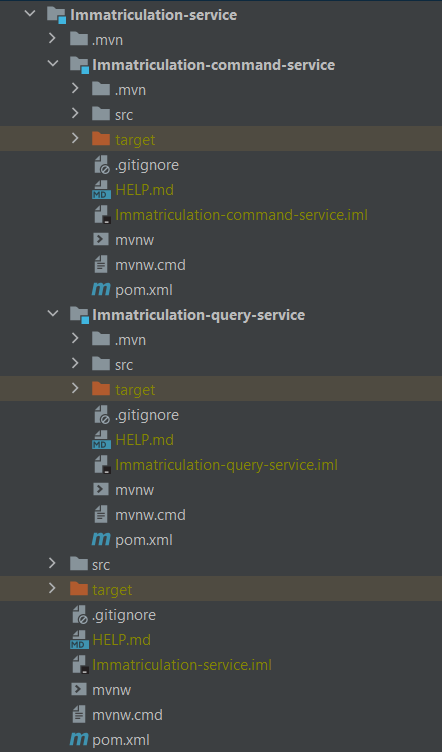 Immatriculation-service
.mvn
Immatriculation-command-service
.mvn
src
target
.gitignore
MD HELP.md
Immatriculation-command-service.iml
mvnw
mvnw.cmd
m pom.xml
Immatriculation-query-service
.mvn
src
target
.gitignore
MD HELP.md
Immatriculation-query-service.iml
mvnw
mvnw.cmd
m pom.xml
src
target
.gitignore
MD HELP.md
Immatriculation-service.iml
mvnw
mvnw.cmd
m pom.xml